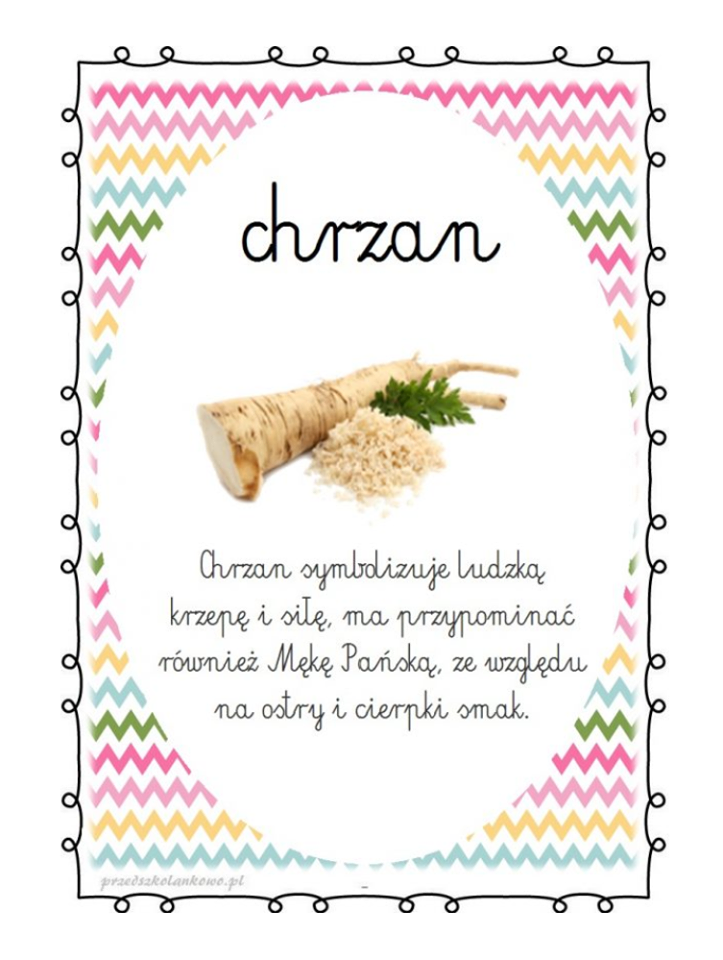 chrzan
Chrzan symbolizuje ludzką
krzepę i siłę, ma przypominać
również Mękę Pańską, ze względu
na ostry i cierpki smak.
przedszkolankowo.pl